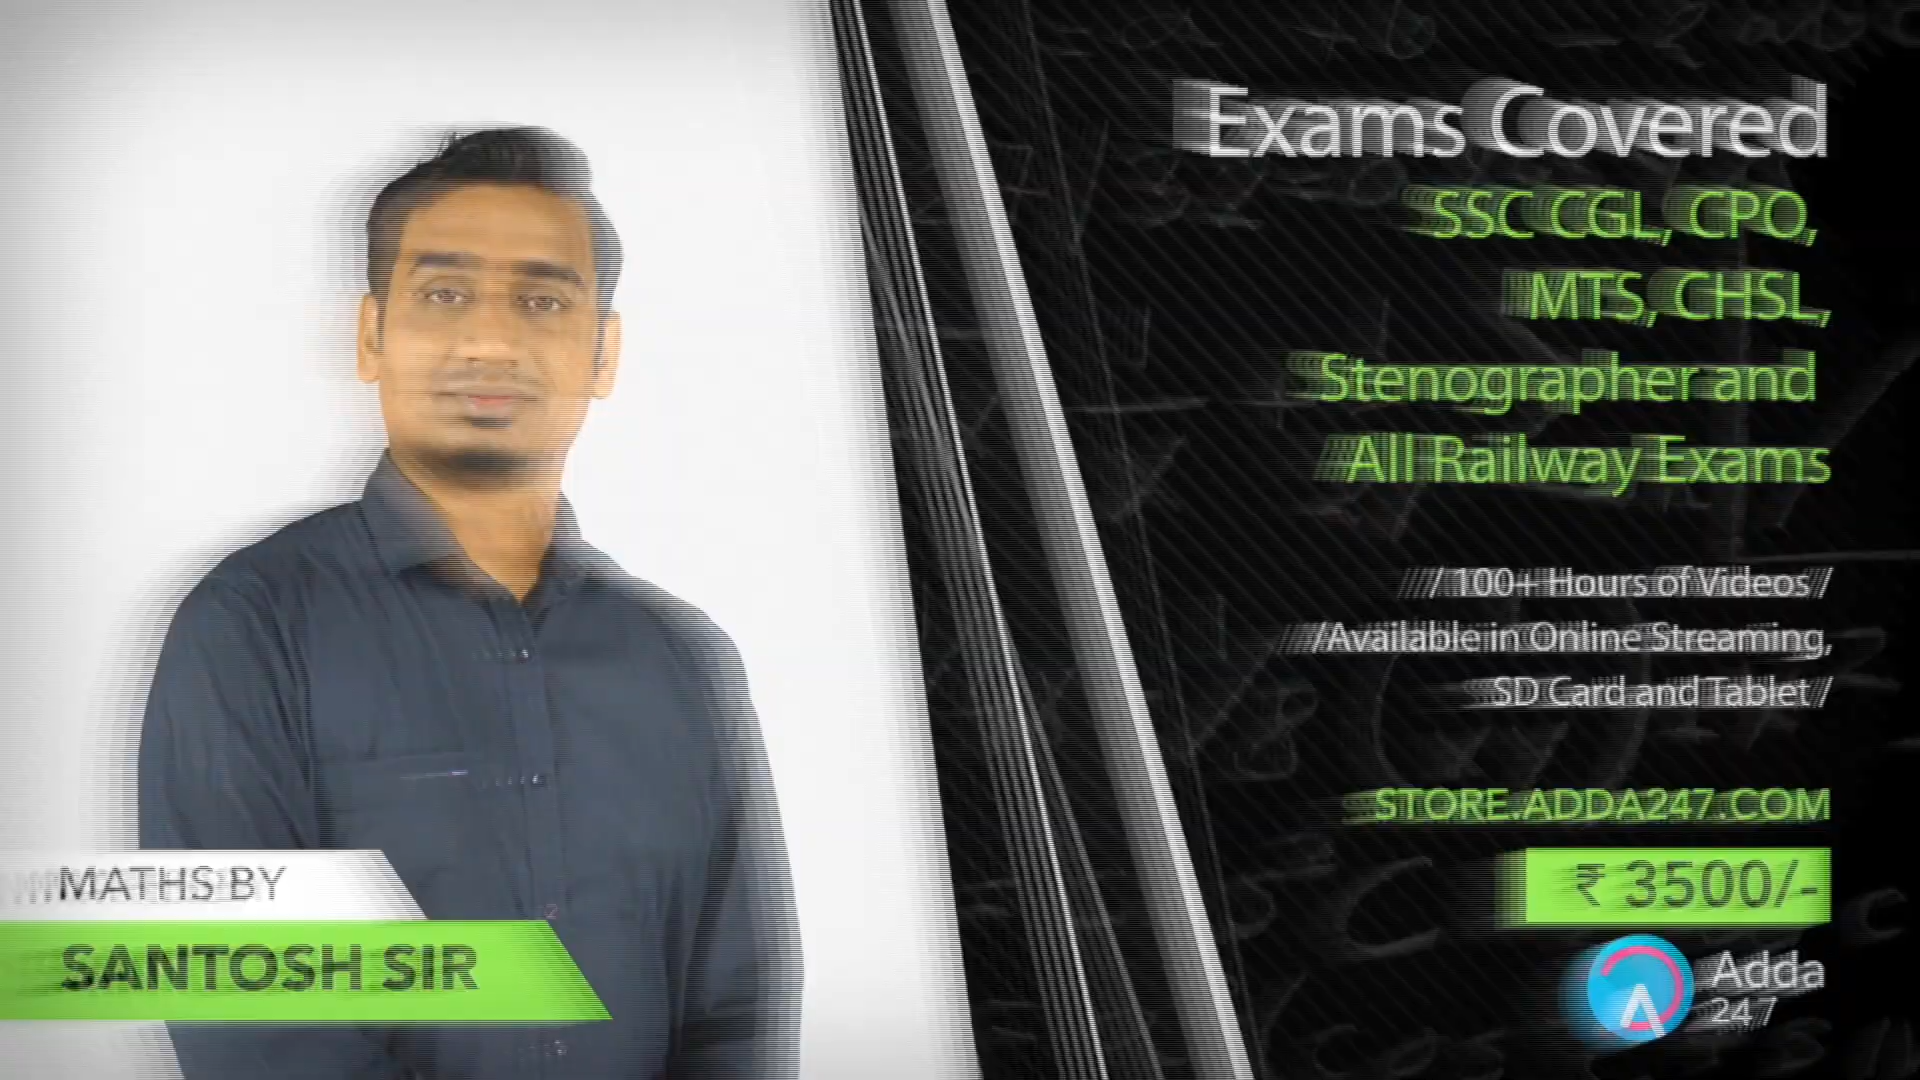 Exams Covered
SSC CGL, CPO,
MTS, CHSL,
Stenographer and
All Railway Exams
/ 100+ Hours of Videos /
/ Available in Online Streaming,
SD Card and Tablet /
STORE.ADDA247.COM
₹ 3500/-
Adda
247
MATHS BY
SANTOSH SIR